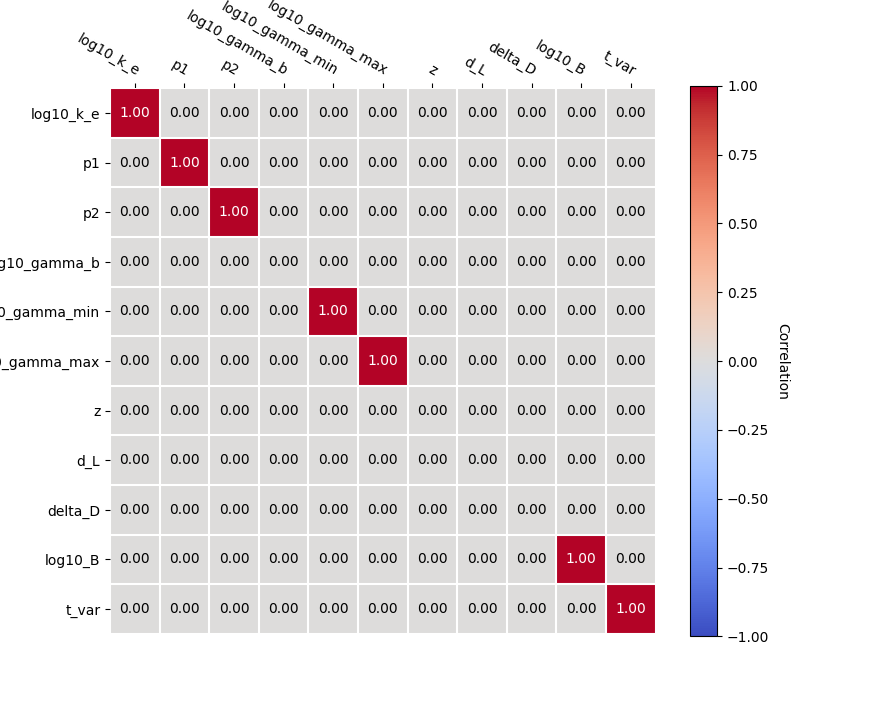 log10_k_e p1 p2 log10_gamma_b log10_gamma_min log10_gamma_max z d_L delta_D log10_B t_var
log10_k_e 1.00 0.00 0.00 0.00 0.00 0.00 0.00 0.00 0.00 0.00 0.00
p1 0.00 1.00 0.00 0.00 0.00 0.00 0.00 0.00 0.00 0.00 0.00
p2 0.00 0.00 1.00 0.00 0.00 0.00 0.00 0.00 0.00 0.00 0.00
g10_gamma_b 0.00 0.00 0.00 0.00 0.00 0.00 0.00 0.00 0.00 0.00 0.00
0_gamma_min 0.00 0.00 0.00 0.00 1.00 0.00 0.00 0.00 0.00 0.00 0.00
_gamma_max 0.00 0.00 0.00 0.00 0.00 1.00 0.00 0.00 0.00 0.00 0.00
z 0.00 0.00 0.00 0.00 0.00 0.00 0.00 0.00 0.00 0.00 0.00
d_L 0.00 0.00 0.00 0.00 0.00 0.00 0.00 0.00 0.00 0.00 0.00
delta_D 0.00 0.00 0.00 0.00 0.00 0.00 0.00 0.00 0.00 0.00 0.00
log10_B 0.00 0.00 0.00 0.00 0.00 0.00 0.00 0.00 0.00 1.00 0.00
t_var 0.00 0.00 0.00 0.00 0.00 0.00 0.00 0.00 0.00 0.00 1.00
1.00
0.75
0.50
0.25
0.00
−0.25
−0.50
−0.75
−1.00
Correlation